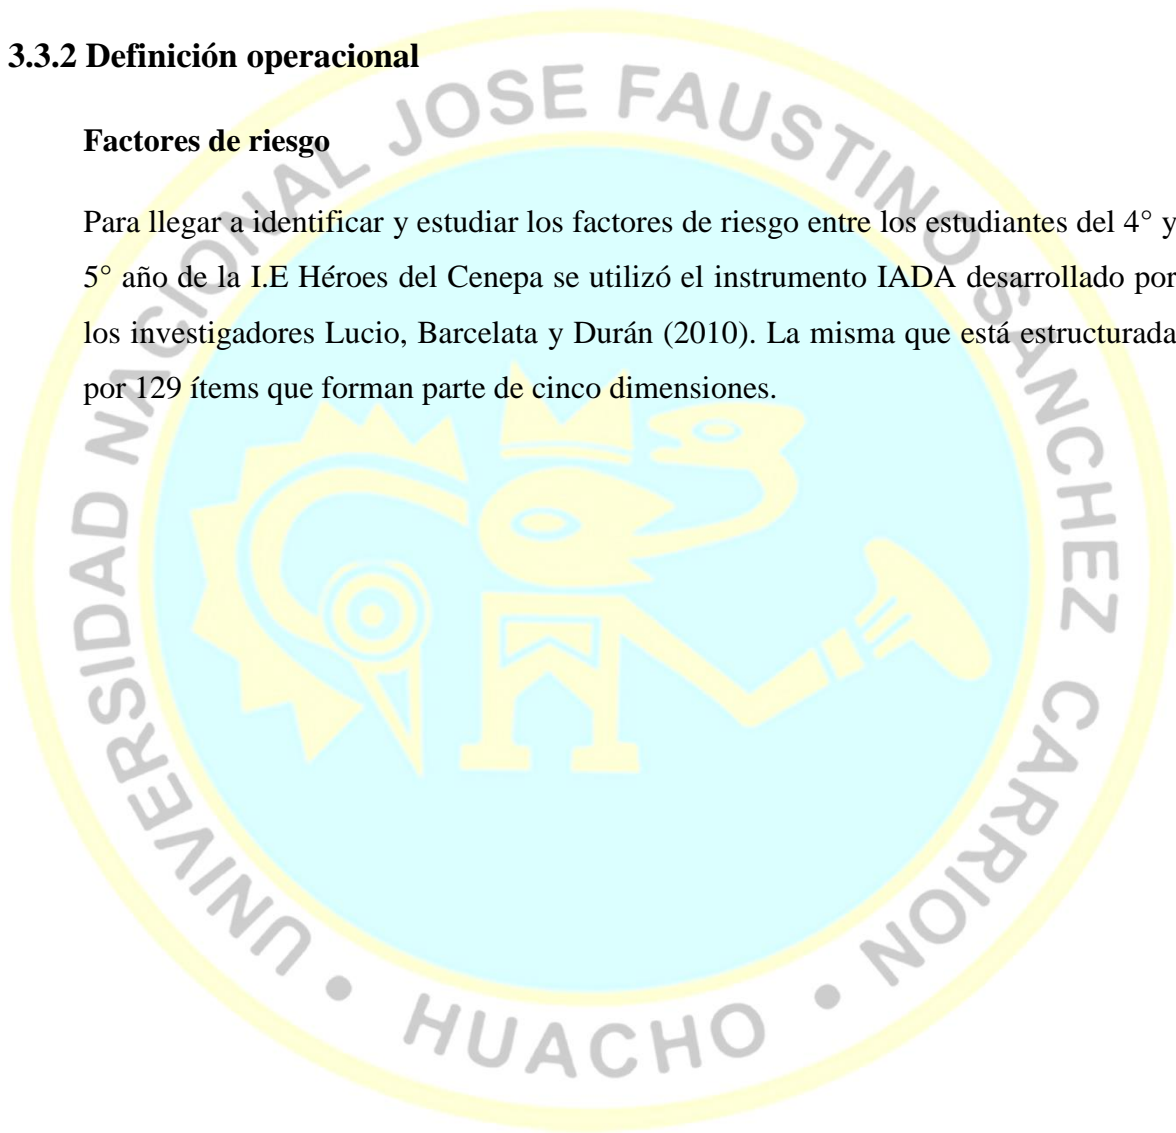 3.3.2 Definición operacional
Factores de riesgo
Para llegar a identificar y estudiar los factores de riesgo entre los estudiantes del 4° y
5° año de la I.E Héroes del Cenepa se utilizó el instrumento IADA desarrollado por
los investigadores Lucio, Barcelata y Durán (2010). La misma que está estructurada
por 129 ítems que forman parte de cinco dimensiones.
UNIVERSIDAD NACIONAL JOSE FAUSTINO SANCHEZ CARRION • HUACHO •